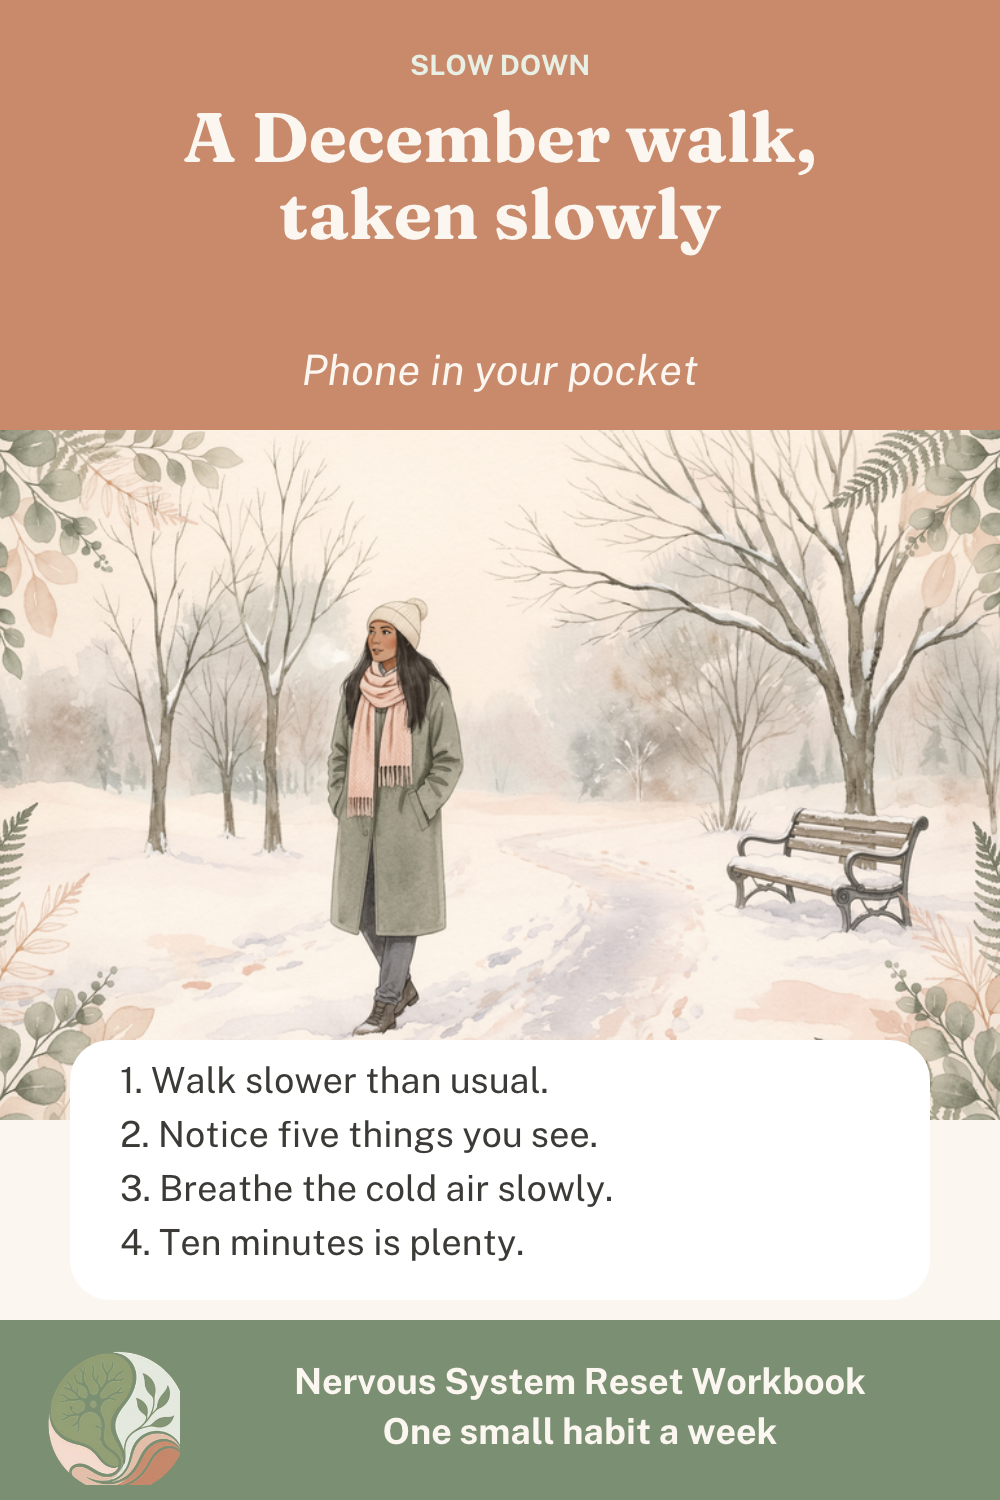 SLOW DOWN
A December walk,
taken slowly
Phone in your pocket
1. Walk slower than usual.
2. Notice five things you see.
3. Breathe the cold air slowly.
4. Ten minutes is plenty.
Nervous System Reset Workbook
One small habit a week